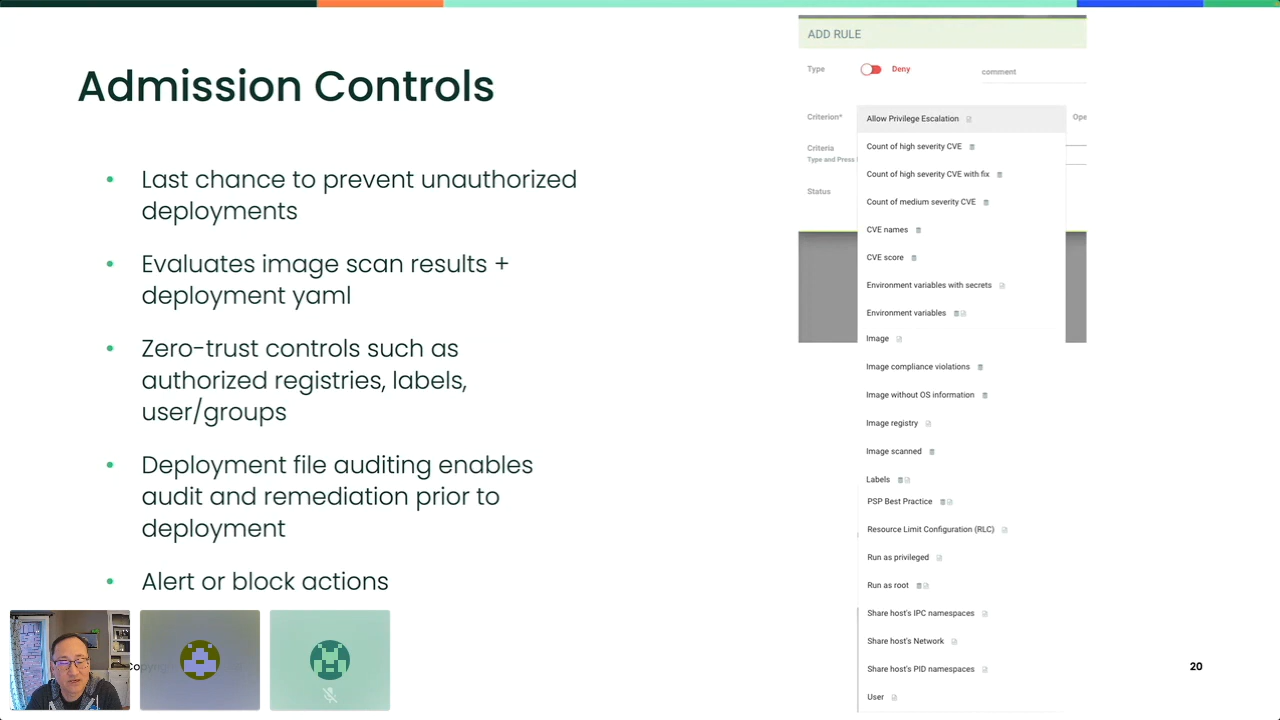 Admission Controls
Last chance to prevent unauthorized
deployments
Evaluates image scan results +
deployment yaml
Zero-trust controls such as
authorized registries, labels,
user/groups
Deployment file auditing enables
audit and remediation prior to
deployment
Alert or block actions
ADD RULE
Type
Deny
comment
Criterion*
Allow Privilege Escalation
Ope
Count of high severity CVE
Criteria
Type and Press
Count of high severity CVE with fix
Status
Count of medium severity CVE
CVE names
CVE score
Environment variables with secrets
Environment variables
Image
Image compliance violations
Image without OS information
Image registry
Image scanned
Labels
PSP Best Practice
Resource Limit Configuration (RLC)
Run as privileged
Run as root
Share host's IPC namespaces
Share host's Network
Share host's PID namespaces
User
20